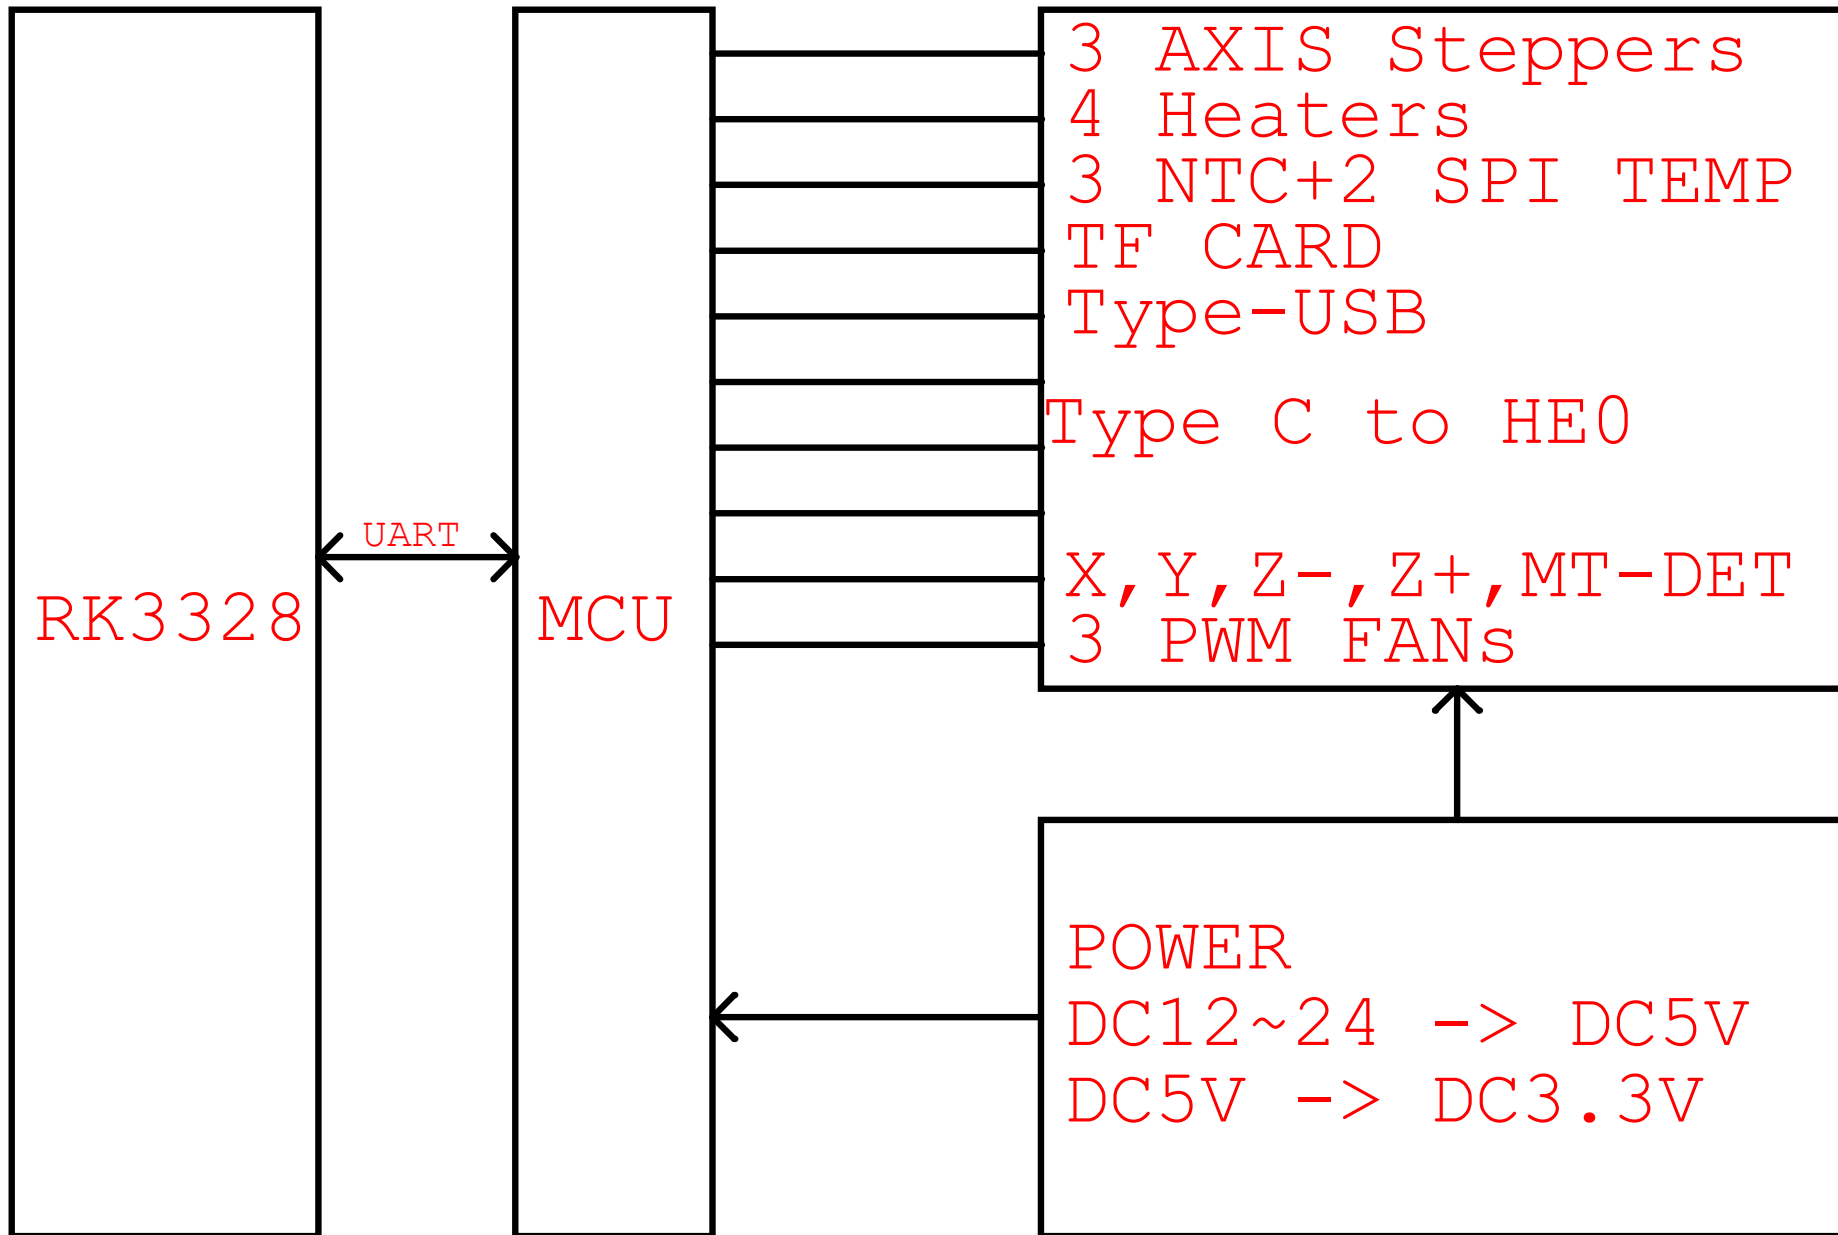 3 AXIS Steppers
4 Heaters
3 NTC+2 SPI TEMP
TF CARD
Type-USB
Type C to HE0
UART
X,Y,Z-,Z+,MT-DET
RK3328
MCU
3 PWM FANs
POWER
DC12~24 -> DC5V
DC5V -> DC3.3V